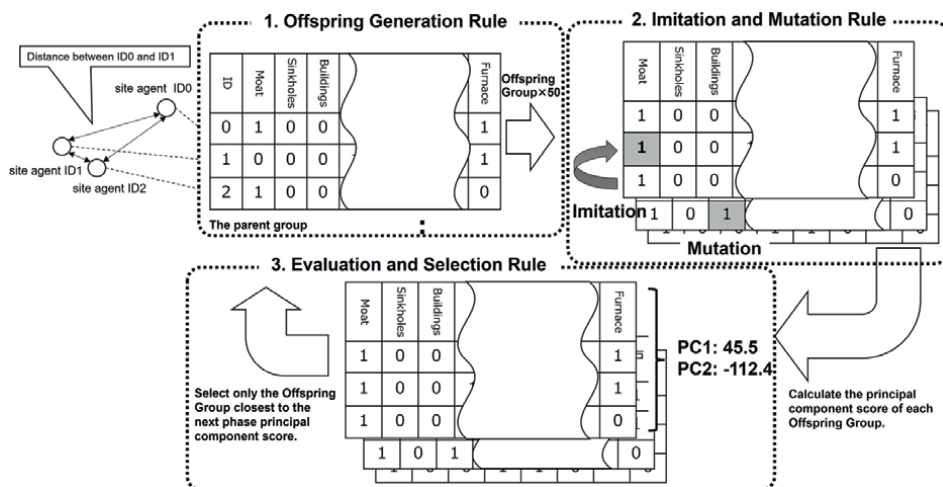 1. Offspring Generation Rule
Distance between ID0 and ID1
site agent ID0
site agent ID1
site agent ID2
ID Moat Sinkholes Buildings Furnace
0 1 0 0 1
1 0 0 0 1
2 1 0 0 0
The parent group
Offspring
Group×50
2. Imitation and Mutation Rule
Moat Sinkholes Buildings Furnace
1 0 0 1
1 0 0 1
1 0 0 0
1 0 1 0
Imitation
Mutation
3. Evaluation and Selection Rule
Moat Sinkholes Buildings Furnace
1 0 0 1
1 0 0 1
1 0 0 0
1 0 1 0
PC1: 45.5
PC2: -112.4
Select only the Offspring
Group closest to the
next phase principal
component score.
Calculate the principal
component score of each
Offspring Group.